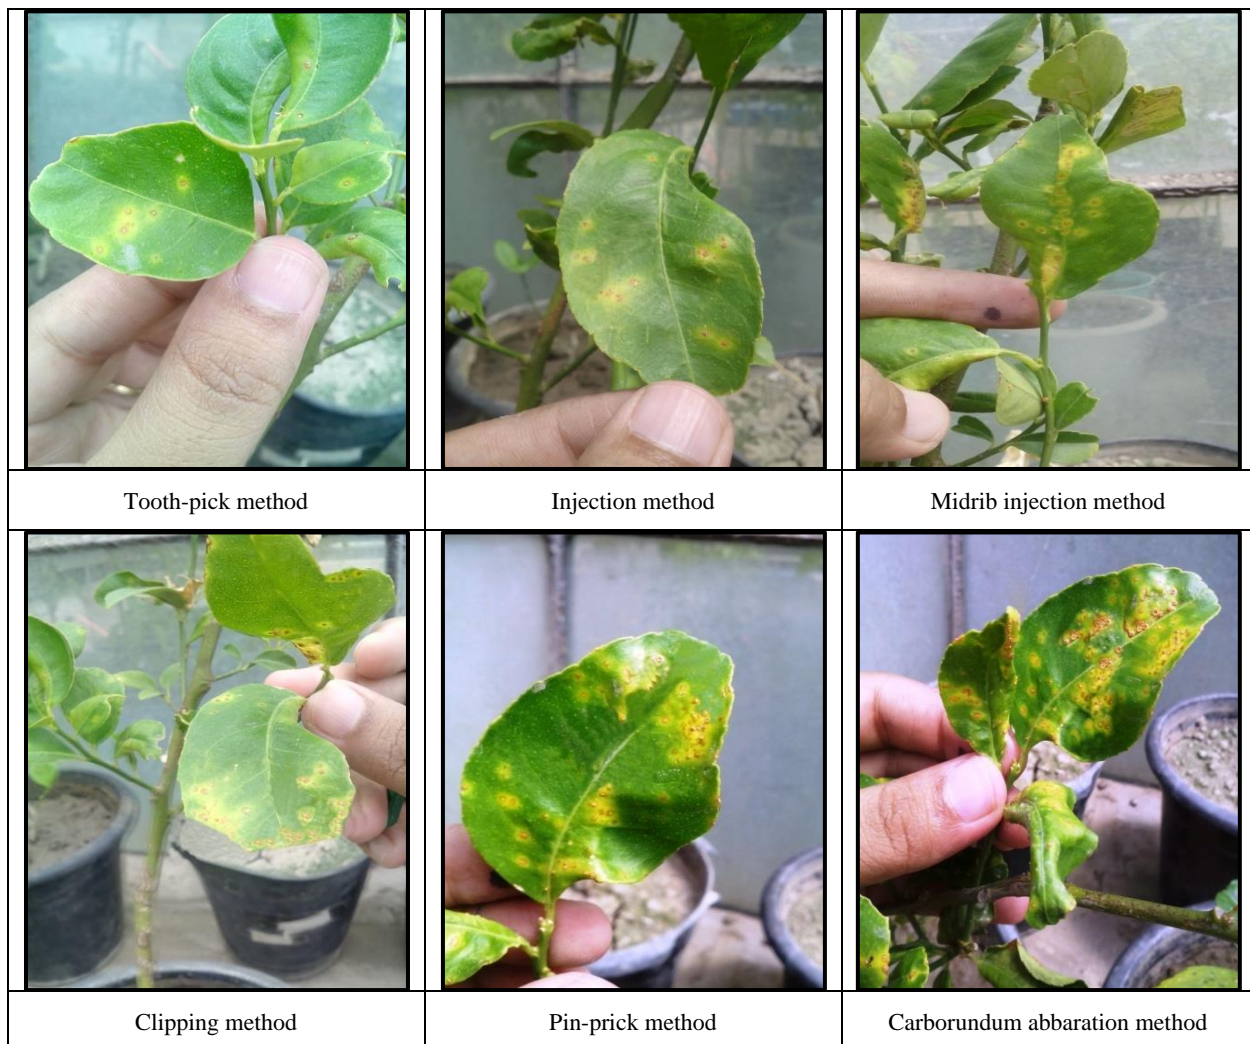 Tooth-pick method
Injection method
Midrib injection method
Clipping method
Pin-prick method
Carborundum abbaration method